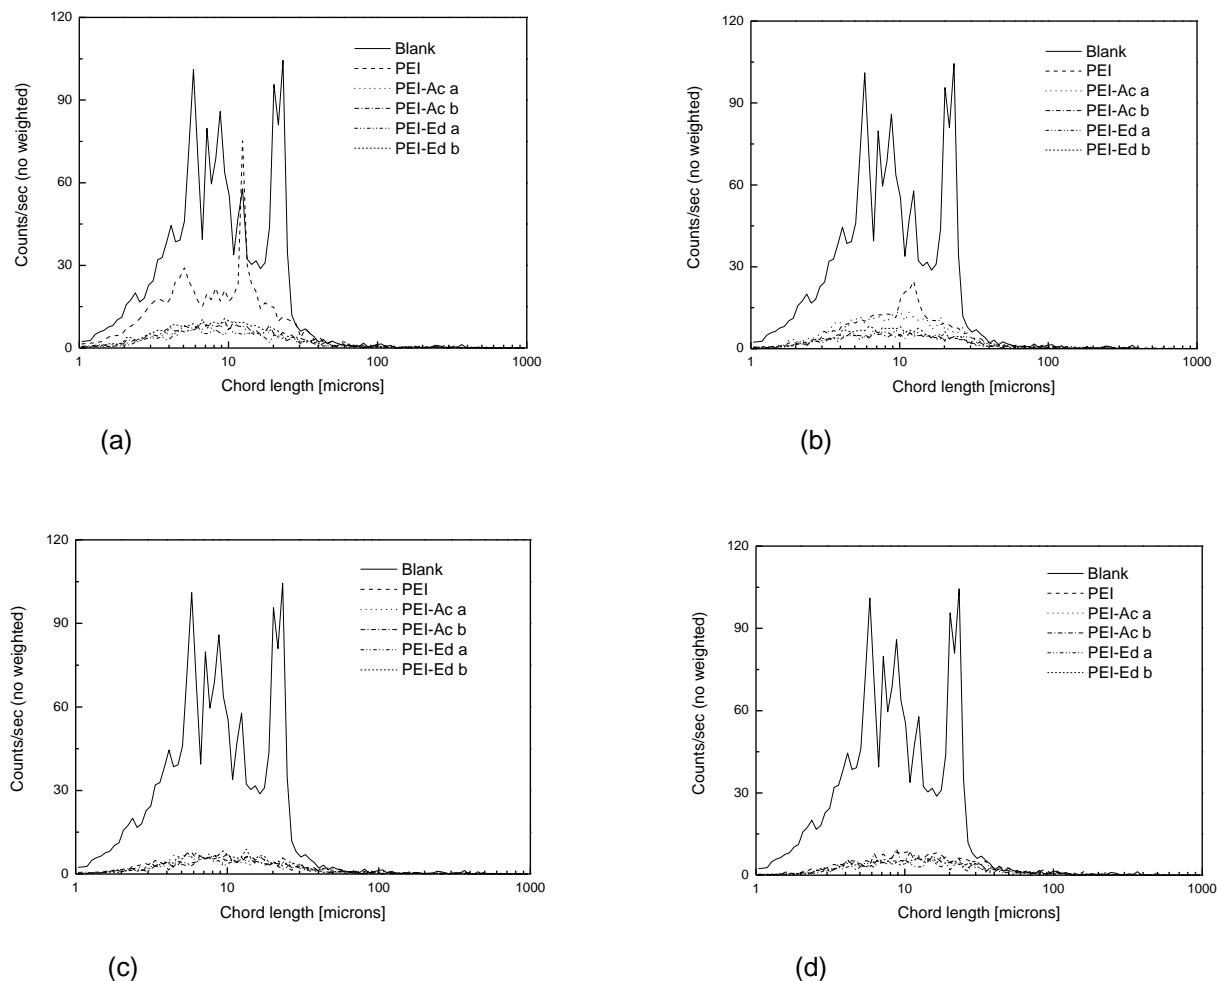 120
90
60
30
0
Counts/sec (no weighted)
Blank
PEI
PEI-Ac a
PEI-Ac b
PEI-Ed a
PEI-Ed b
1
10
100
1000
Chord length [microns]
(a)
120
90
60
30
0
Counts/sec (no weighted)
Blank
PEI
PEI-Ac a
PEI-Ac b
PEI-Ed a
PEI-Ed b
1
10
100
1000
Chord length [microns]
(b)
120
90
60
30
0
Counts/sec (no weighted)
Blank
PEI
PEI-Ac a
PEI-Ac b
PEI-Ed a
PEI-Ed b
1
10
100
1000
Chord length [microns]
(c)
120
90
60
30
0
Counts/sec (no weighted)
Blank
PEI
PEI-Ac a
PEI-Ac b
PEI-Ed a
PEI-Ed b
1
10
100
1000
Chord length [microns]
(d)